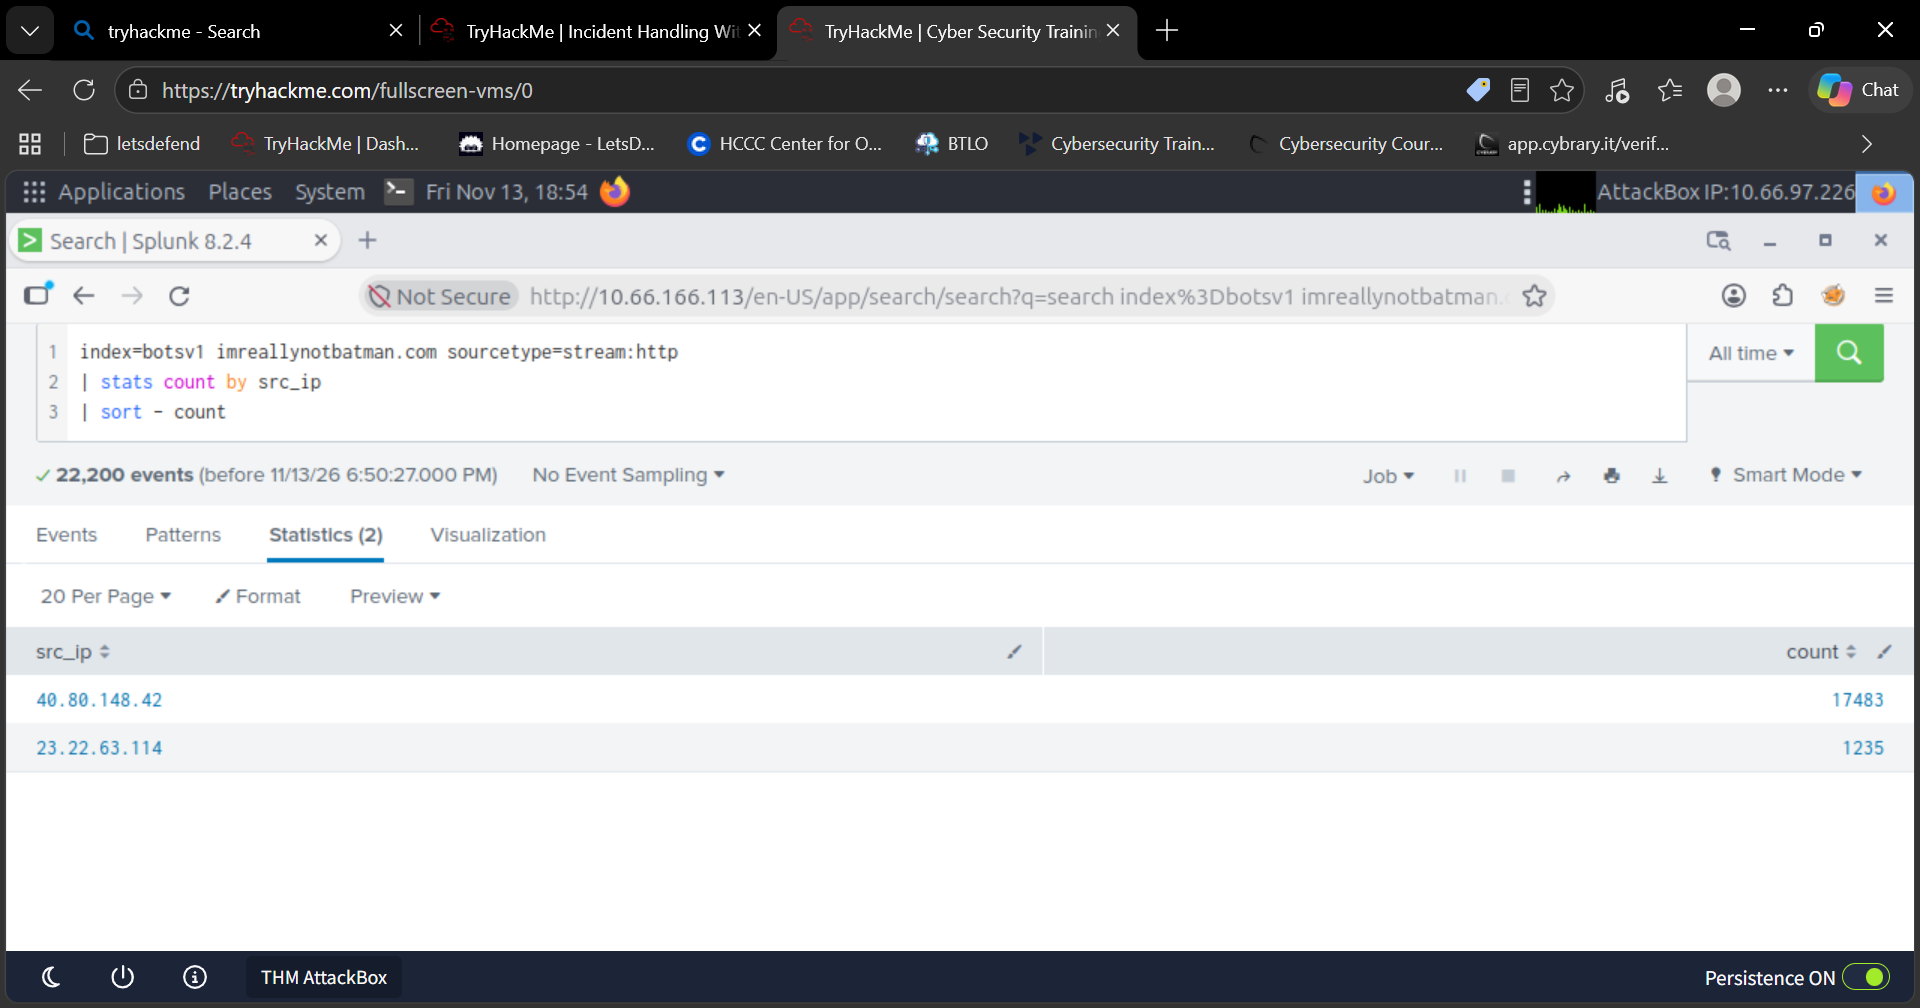 tryhackme - Search
TryHackMe | Incident Handling Wit
TryHackMe | Cyber Security Trainin
https://tryhackme.com/fullscreen-vms/0
Chat
letsdefend
TryHackMe | Dash...
Homepage - LetsD...
HCCC Center for O...
BTLO
Cybersecurity Train...
Cybersecurity Cour...
app.cybrary.it/verif...
Applications Places System Fri Nov 13, 18:54
AttackBox IP:10.66.97.226
Search | Splunk 8.2.4
Not Secure http://10.66.166.113/en-US/app/search/search?q=search index%3Dbotsv1 imreallynotbatman.
1 index=botsv1 imreallynotbatman.com sourcetype=stream:http
2 | stats count by src_ip
3 | sort - count
All time
22,200 events (before 11/13/26 6:50:27.000 PM) No Event Sampling
Job
Smart Mode
Events Patterns Statistics (2) Visualization
20 Per Page Format Preview
src_ip count
40.80.148.42 17483
23.22.63.114 1235
THM AttackBox
Persistence ON